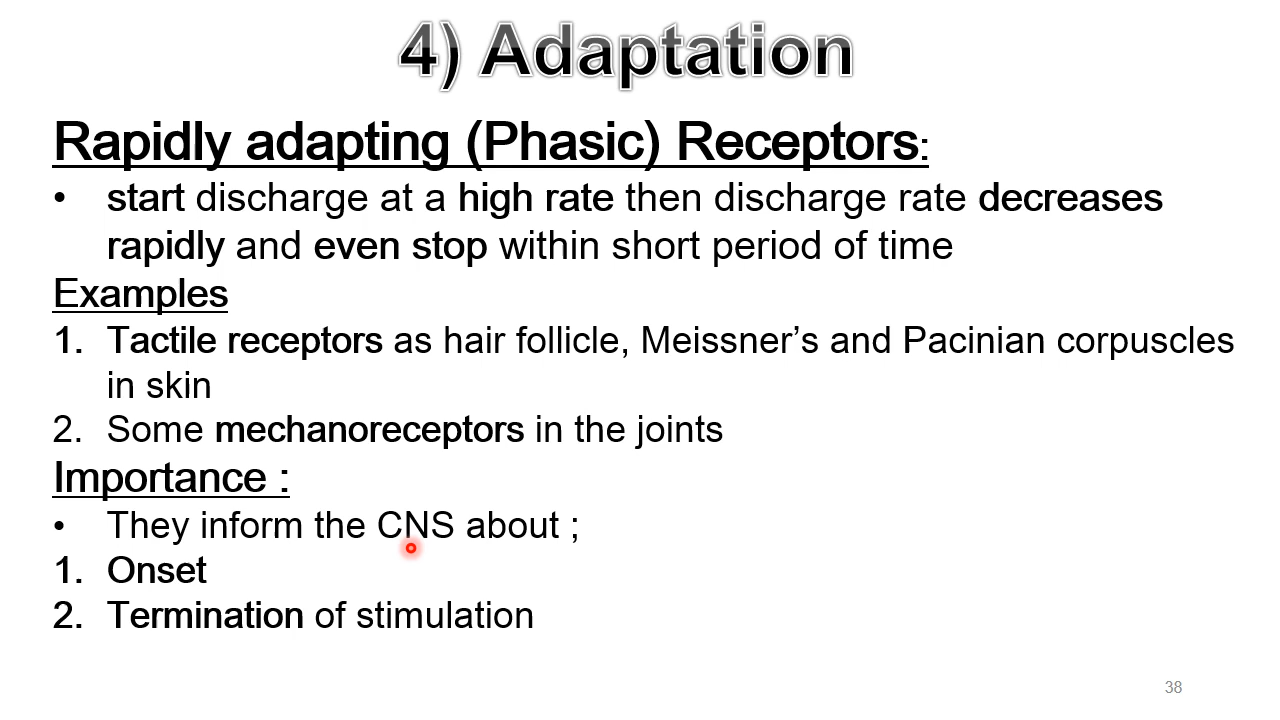 4) Adaptation
Rapidly adapting (Phasic) Receptors:
• start discharge at a high rate then discharge rate decreases
rapidly and even stop within short period of time
Examples
1. Tactile receptors as hair follicle, Meissner’s and Pacinian corpuscles
in skin
2. Some mechanoreceptors in the joints
Importance :
• They inform the CNS about ;
1. Onset
2. Termination of stimulation
38